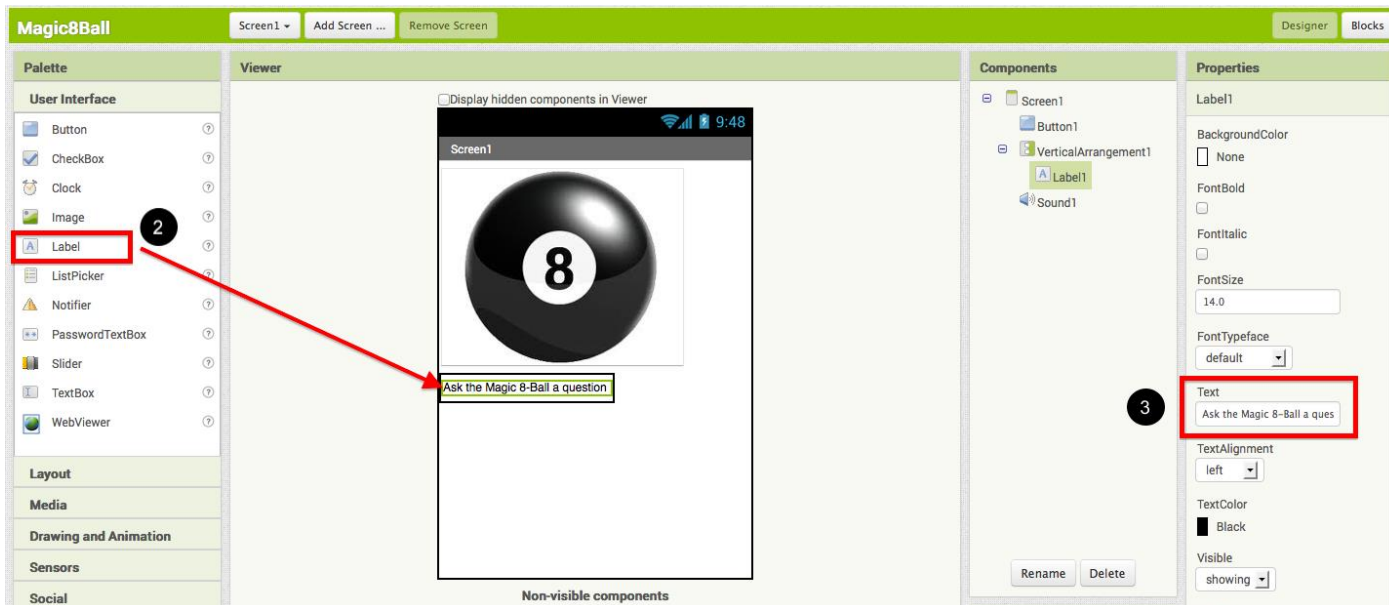 Magic8Ball
Screen1
Add Screen ...
Remove Screen
Designer
Blocks
Palette
User Interface
Button
CheckBox
Clock
Image
2
Label
ListPicker
Notifier
PasswordTextBox
Slider
TextBox
WebViewer
Layout
Media
Drawing and Animation
Sensors
Social
Viewer
Display hidden components in Viewer
9:48
Screen1
8
Ask the Magic 8-Ball a question
Non-visible components
Components
Screen1
Button1
VerticalArrangement1
A Label1
Sound1
Rename
Delete
Properties
Label1
BackgroundColor
None
FontBold
FontItalic
FontSize
14.0
FontTypeface
default
3
Text
Ask the Magic 8-Ball a ques
TextAlignment
left
TextColor
Black
Visible
showing